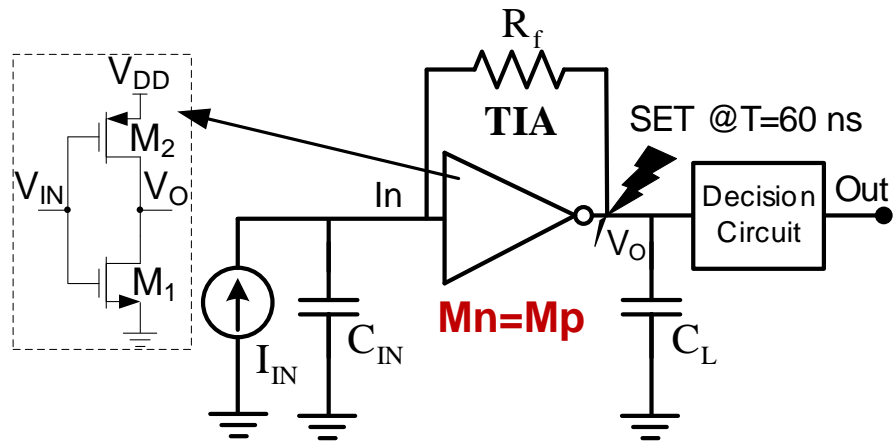 R_f
V_DD
TIA
SET @T=60 ns
M_2
V_IN
V_O
In
Decision
Circuit
Out
V_O
M_1
Mn=Mp
I_IN
C_IN
C_L